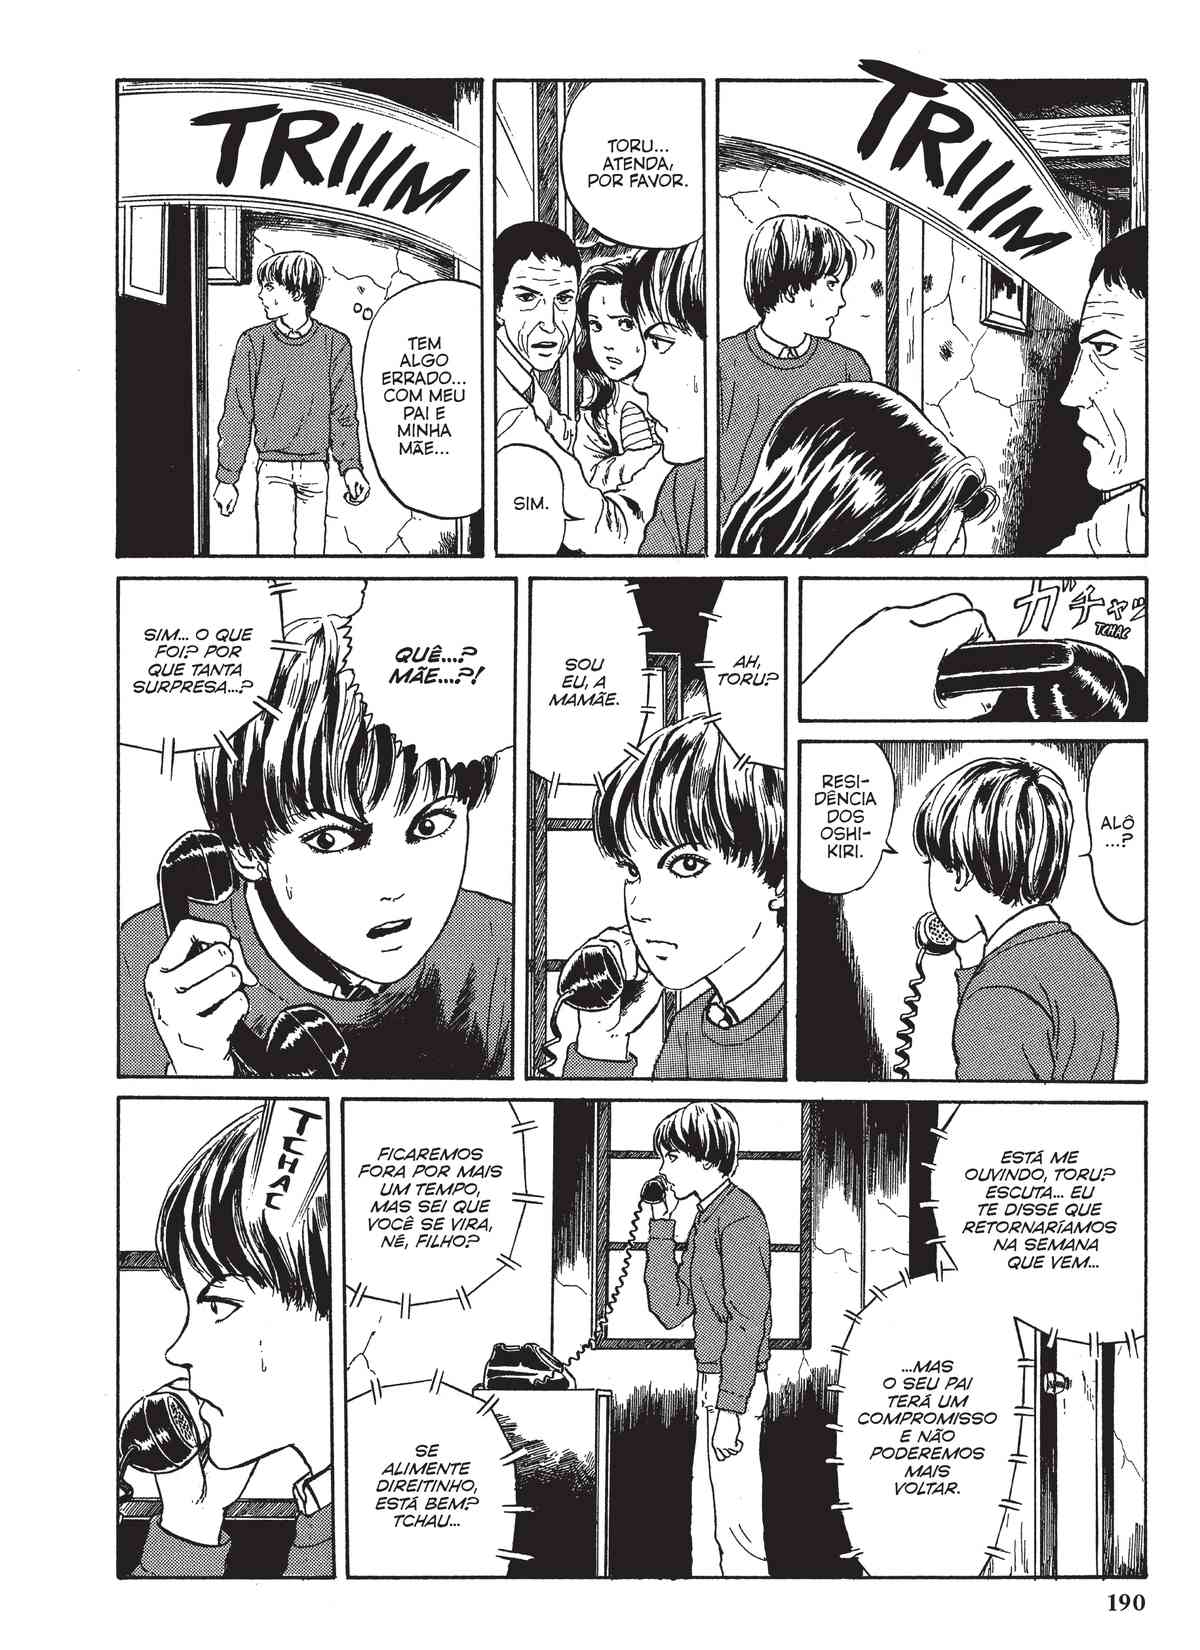 TRIIIM
TORU...
ATENDA,
POR FAVOR.
SIM.
TRIIIM
TEM
ALGO
ERRADO...
COM MEU
PAI E
MINHA
MÃE...
ガチャッ
TCHAC
ALÔ
...?
RESI-
DÊNCIA
DOS
OSHI-
KIRI.
AH,
TORU?
SOU
EU, A
MAMÃE.
QUÊ...?
MÃE...?!
SIM... O QUE
FOI? POR
QUE TANTA
SURPRESA...?
ESTÁ ME
OUVINDO, TORU?
ESCUTA... EU
TE DISSE QUE
RETORNARÍAMOS
NA SEMANA
QUE VEM...
...MAS
O SEU PAI
TERÁ UM
COMPROMISSO
E NÃO
PODEREMOS
MAIS
VOLTAR.
FICAREMOS
FORA POR MAIS
UM TEMPO,
MAS SEI QUE
VOCÊ SE VIRA,
NÉ, FILHO?
SE
ALIMENTE
DIREITINHO,
ESTÁ BEM?
TCHAU...
TCHAC
190